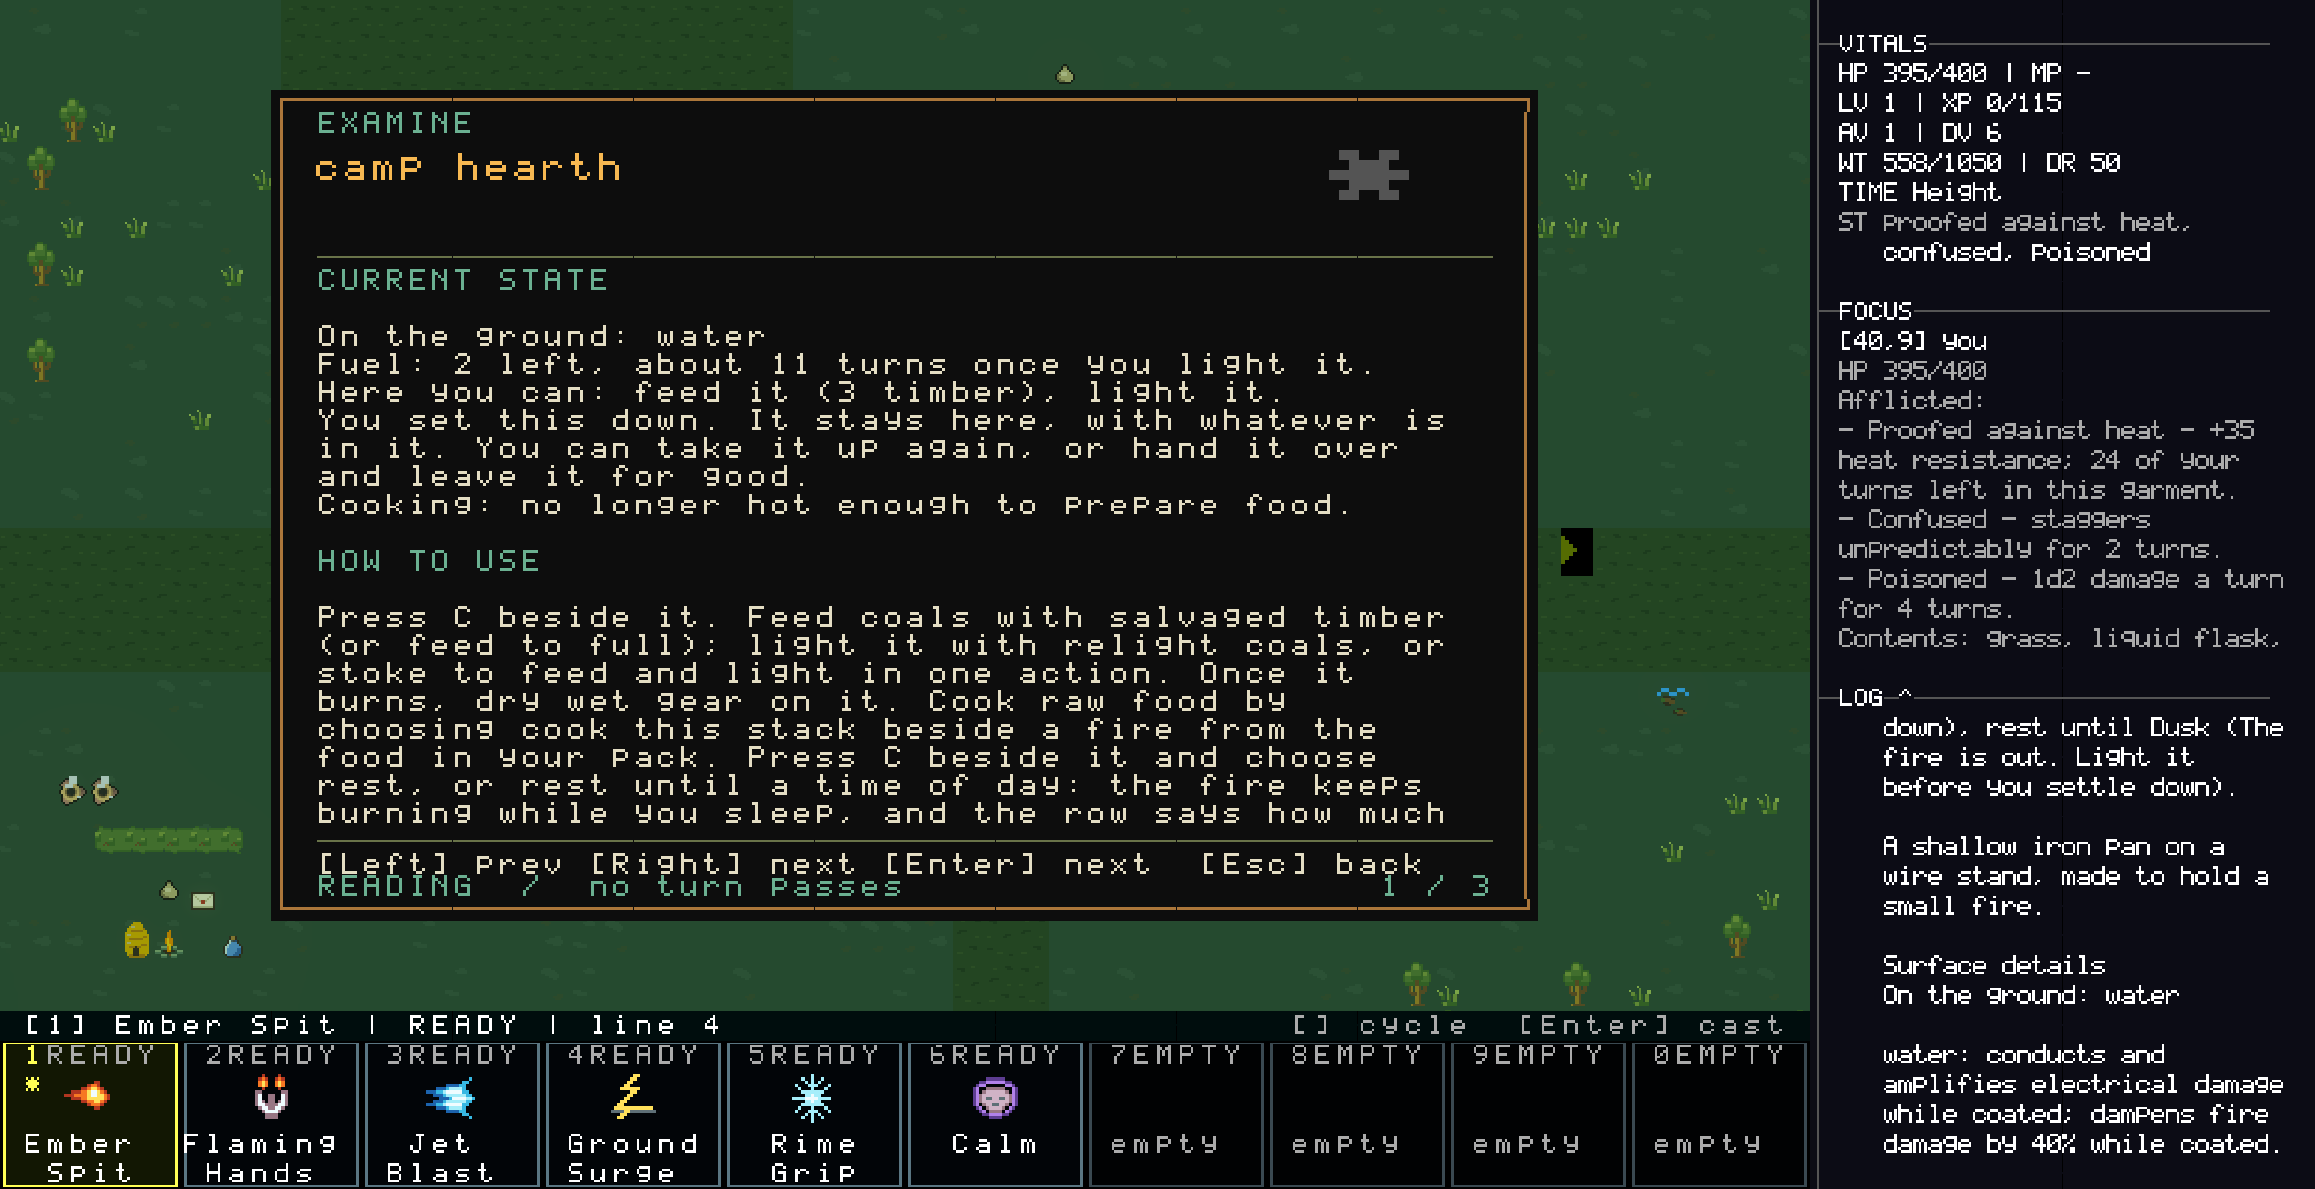 EXAMINE
camp hearth
CURRENT STATE
On the ground: water
Fuel: 2 left, about 11 turns once you light it.
Here you can: feed it (3 timber), light it.
You set this down. It stays here, with whatever is
in it. You can take it up again, or hand it over
and leave it for good.
Cooking: no longer hot enough to prepare food.
HOW TO USE
Press C beside it. Feed coals with salvaged timber
(or feed to full); light it with relight coals, or
stoke to feed and light in one action. Once it
burns, dry wet gear on it. Cook raw food by
choosing cook this stack beside a fire from the
food in your pack. Press C beside it and choose
rest, or rest until a time of day: the fire keeps
burning while you sleep, and the row says how much
[Left] prev [Right] next [Enter] next [Esc] back
READING / no turn passes 1 / 3
VITALS
HP 395/400 | MP -
LV 1 | XP 0/115
AV 1 | DV 6
WT 558/1050 | DR 50
TIME Height
ST Proofed against heat,
confused, Poisoned
FOCUS
[40,9] you
HP 395/400
Afflicted:
- Proofed against heat - +35
heat resistance; 24 of your
turns left in this garment.
- Confused - staggers
unpredictably for 2 turns.
- Poisoned - 1d2 damage a turn
for 4 turns.
Contents: grass, liquid flask,
LOG ^
down), rest until Dusk (The
fire is out. Light it
before you settle down).
A shallow iron pan on a
wire stand, made to hold a
small fire.
Surface details
On the ground: water
water: conducts and
amplifies electrical damage
while coated; dampens fire
damage by 40% while coated.
[1] Ember Spit | READY | line 4
[] cycle [Enter] cast
1READY
Ember
Spit
2READY
Flaming
Hands
3READY
Jet
Blast
4READY
Ground
Surge
5READY
Rime
Grip
6READY
Calm
7EMPTY
empty
8EMPTY
empty
9EMPTY
empty
0EMPTY
empty